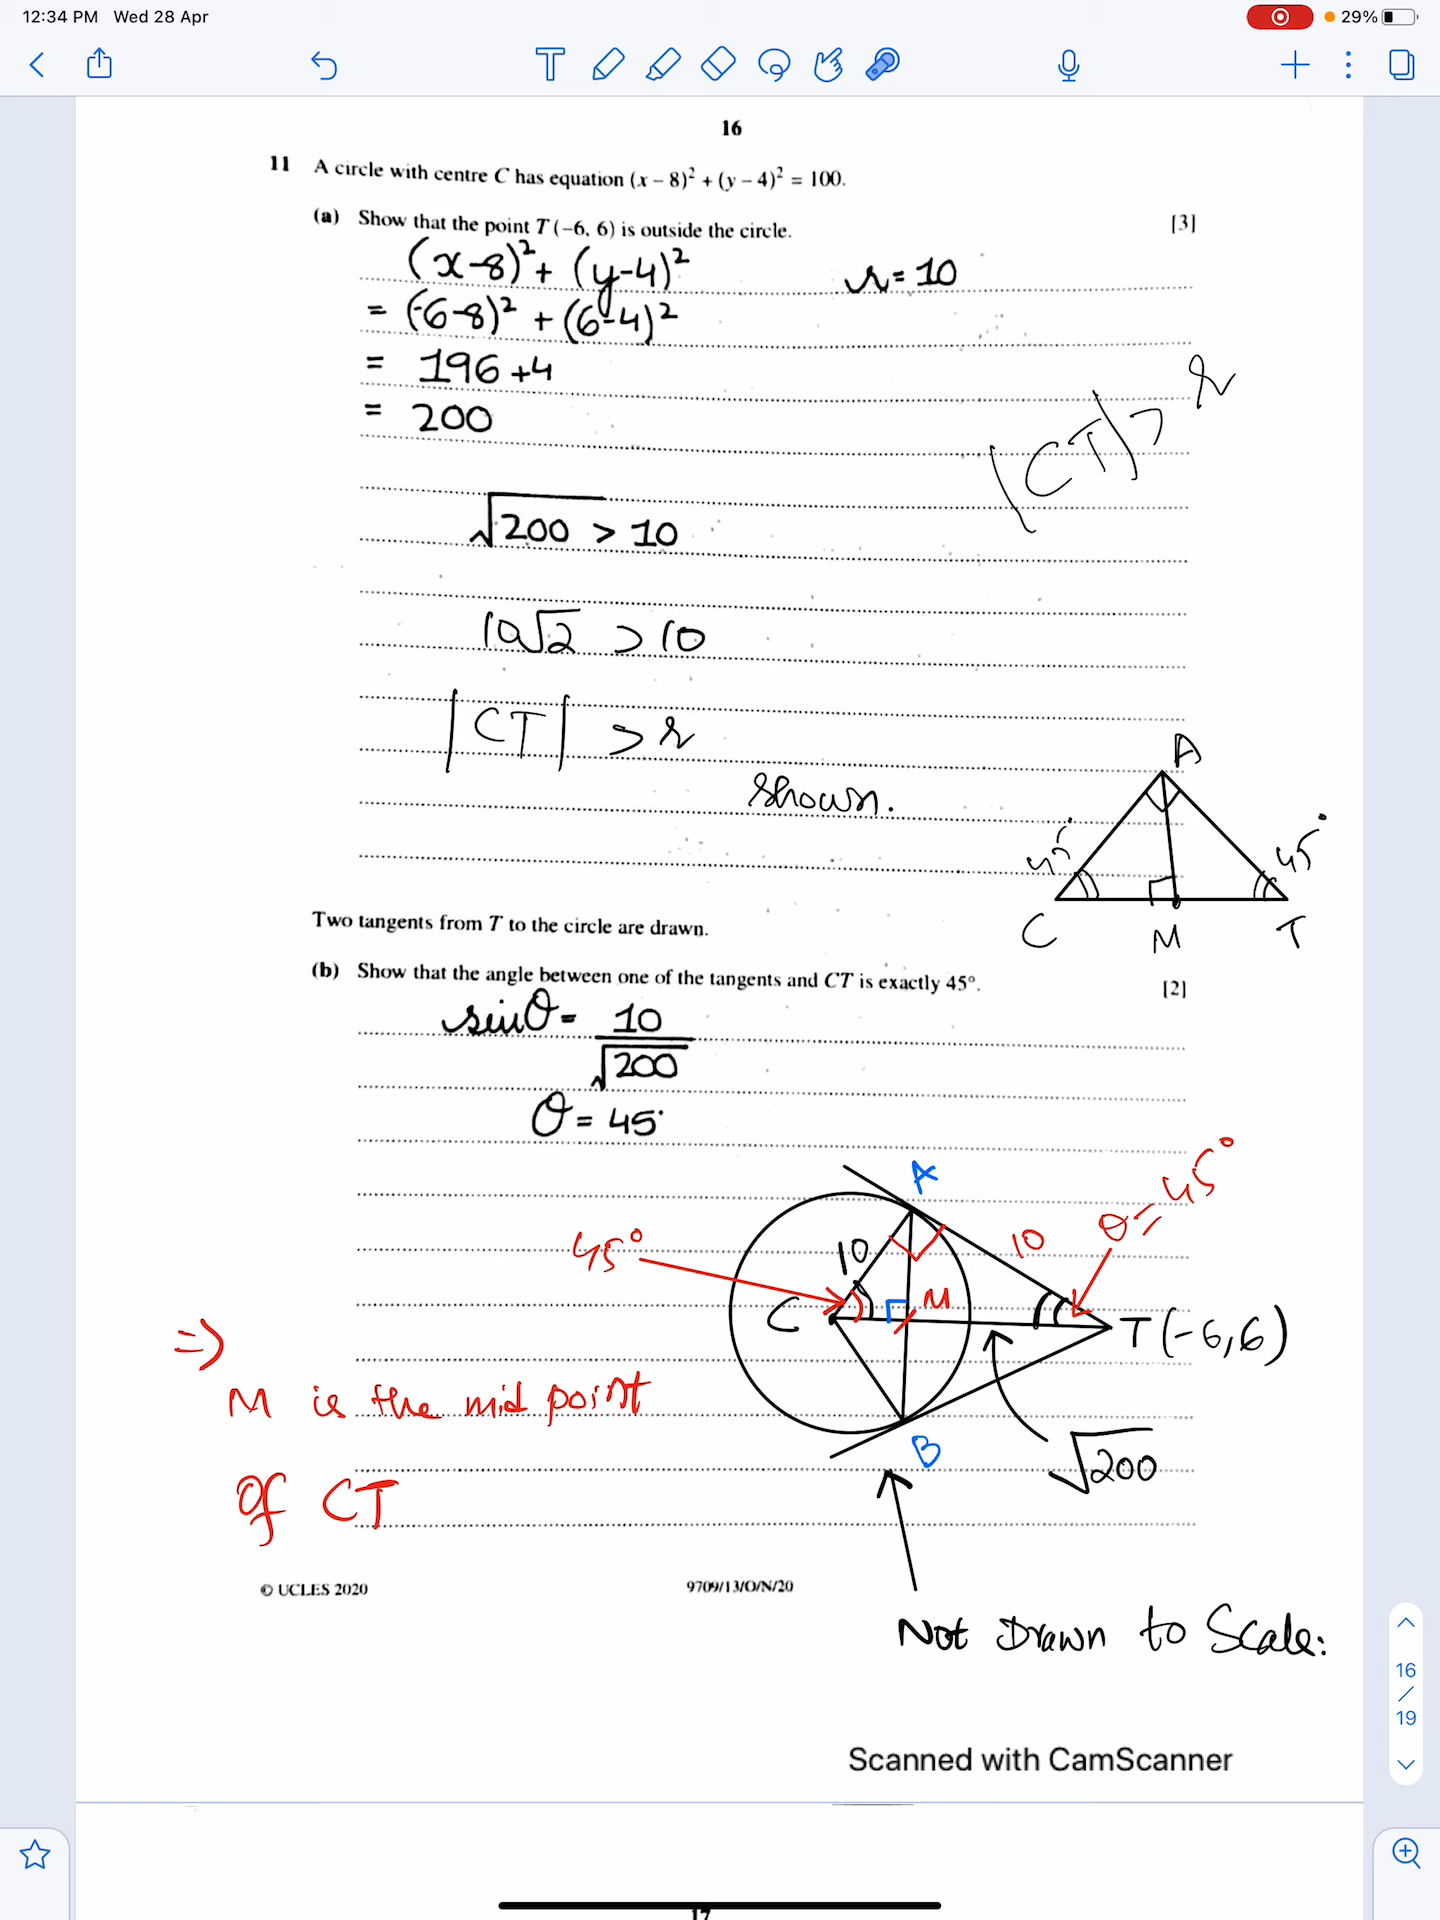 12:34 PM Wed 28 Apr
29%
16
11 A circle with centre C has equation (x – 8)² + (y – 4)² = 100.
(a) Show that the point T (–6, 6) is outside the circle. [3]
(x-8)² + (y-4)² r = 10
= (-6-8)² + (6-4)²
= 196 + 4
= 200
|CT| > r
√200 > 10
10√2 > 10
|CT| > r
shown.
A
45° 45°
C M T
Two tangents from T to the circle are drawn.
(b) Show that the angle between one of the tangents and CT is exactly 45°. [2]
sinθ = 10/√200
θ = 45°
A
θ = 45°
45° 10 10
C M T(-6,6)
⇒
M is the mid point
B
√200
of CT
© UCLES 2020 9709/13/O/N/20
Not Drawn to Scale:
16
/
19
Scanned with CamScanner
17